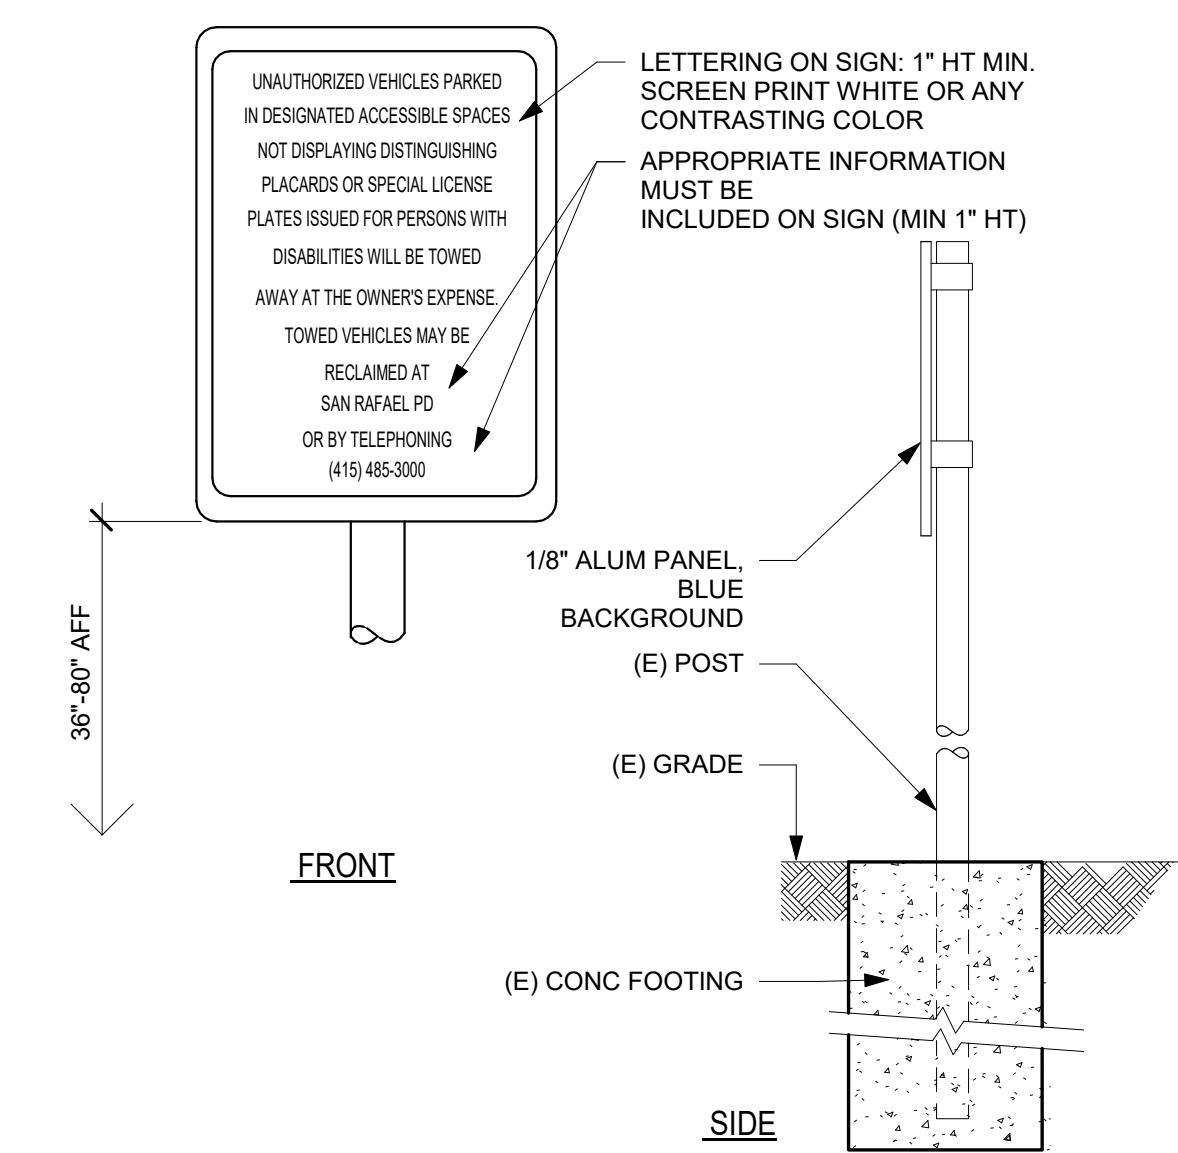 UNAUTHORIZED VEHICLES PARKED
IN DESIGNATED ACCESSIBLE SPACES
NOT DISPLAYING DISTINGUISHING
PLACARDS OR SPECIAL LICENSE
PLATES ISSUED FOR PERSONS WITH
DISABILITIES WILL BE TOWED
AWAY AT THE OWNER'S EXPENSE.
TOWED VEHICLES MAY BE
RECLAIMED AT
SAN RAFAEL PD
OR BY TELEPHONING
(415) 485-3000
LETTERING ON SIGN: 1" HT MIN.
SCREEN PRINT WHITE OR ANY
CONTRASTING COLOR
APPROPRIATE INFORMATION
MUST BE
INCLUDED ON SIGN (MIN 1" HT)
36"-80" AFF
FRONT
1/8" ALUM PANEL,
BLUE
BACKGROUND
(E) POST
(E) GRADE
(E) CONC FOOTING
SIDE